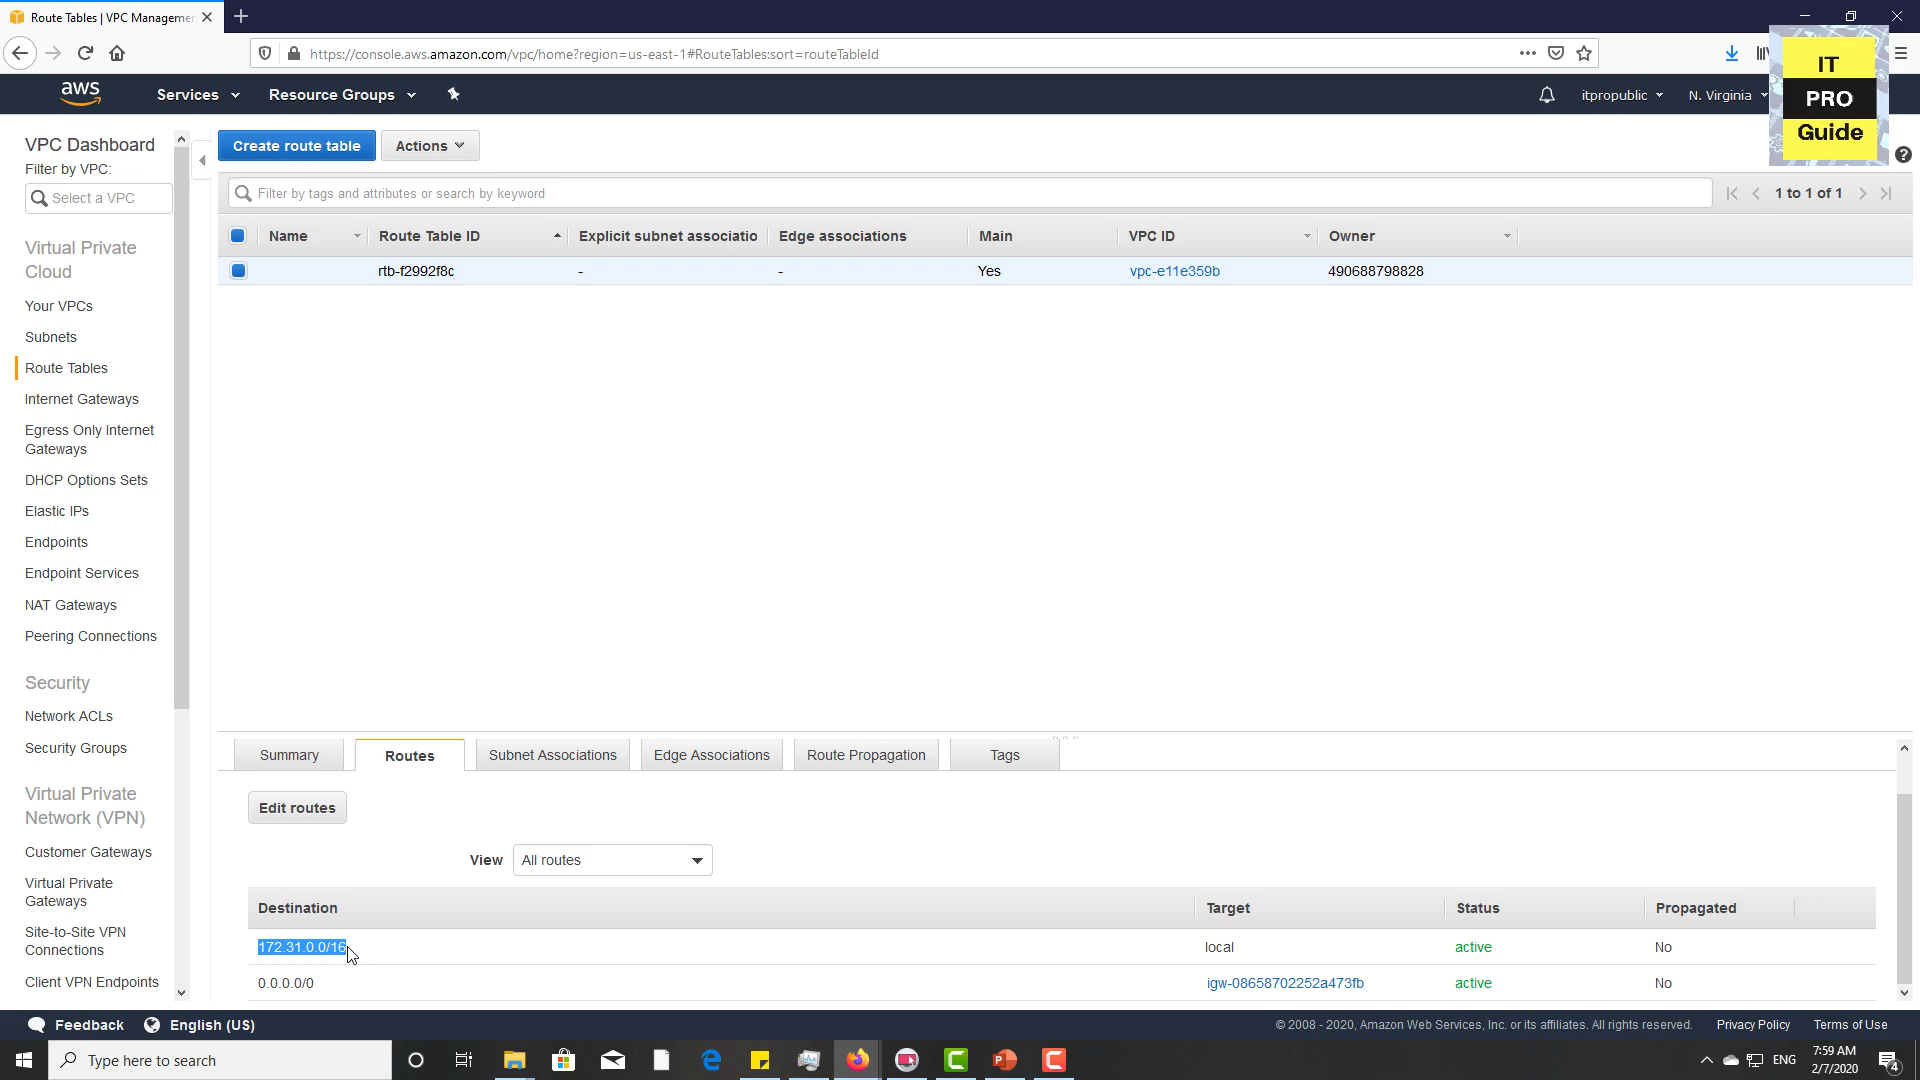 Route Tables | VPC Manageme
https://console.aws.amazon.com/vpc/home?region=us-east-1#RouteTables:sort=routeTableId
IT
PRO
Guide
aws
Services
Resource Groups
itpropublic
N. Virginia
VPC Dashboard
Filter by VPC:
Select a VPC
Virtual Private
Cloud
Your VPCs
Subnets
Route Tables
Internet Gateways
Egress Only Internet
Gateways
DHCP Options Sets
Elastic IPs
Endpoints
Endpoint Services
NAT Gateways
Peering Connections
Security
Network ACLs
Security Groups
Virtual Private
Network (VPN)
Customer Gateways
Virtual Private
Gateways
Site-to-Site VPN
Connections
Client VPN Endpoints
Create route table
Actions
Filter by tags and attributes or search by keyword
1 to 1 of 1
Name Route Table ID Explicit subnet associatio Edge associations Main VPC ID Owner
rtb-f2992f8c - - Yes vpc-e11e359b 490688798828
Summary Routes Subnet Associations Edge Associations Route Propagation Tags
Edit routes
View All routes
Destination Target Status Propagated
172.31.0.0/16 local active No
0.0.0.0/0 igw-08658702252a473fb active No
Feedback English (US) © 2008 - 2020, Amazon Web Services, Inc. or its affiliates. All rights reserved. Privacy Policy Terms of Use
Type here to search
ENG
7:59 AM
2/7/2020
4